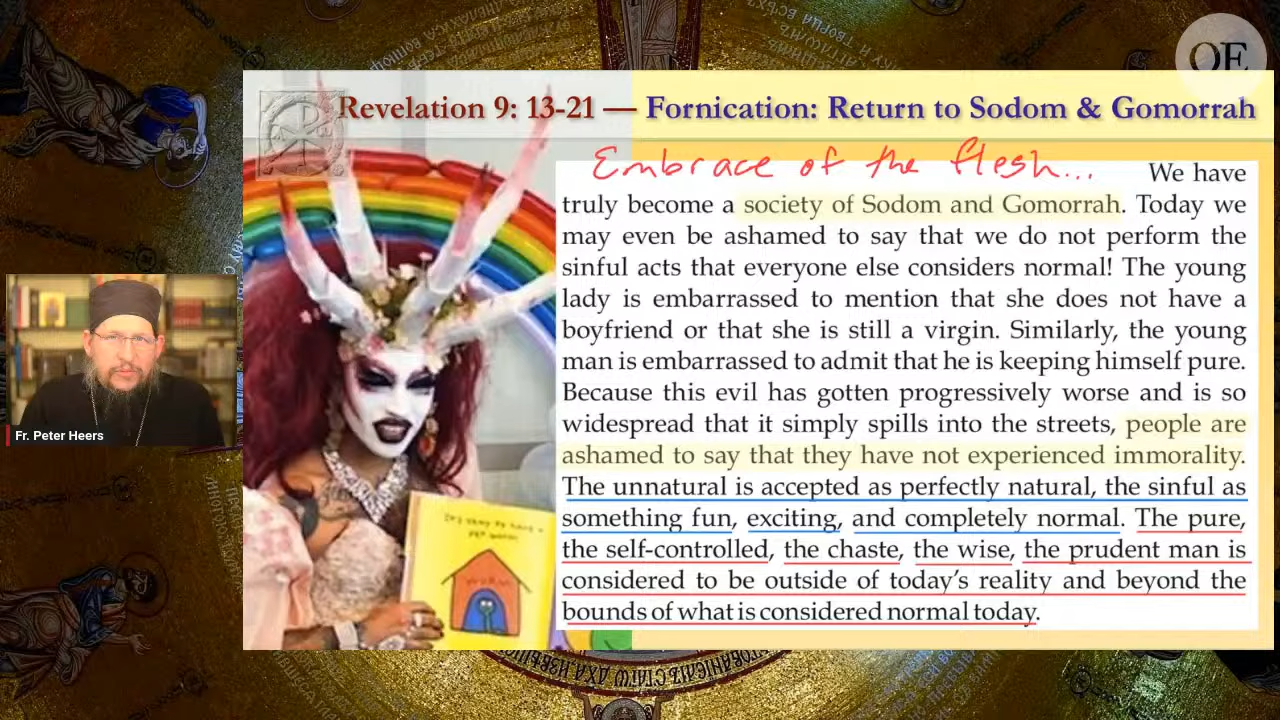 OE
Revelation 9: 13-21 — Fornication: Return to Sodom & Gomorrah
Embrace of the flesh...
We have
truly become a society of Sodom and Gomorrah. Today we
may even be ashamed to say that we do not perform the
sinful acts that everyone else considers normal! The young
lady is embarrassed to mention that she does not have a
boyfriend or that she is still a virgin. Similarly, the young
man is embarrassed to admit that he is keeping himself pure.
Because this evil has gotten progressively worse and is so
widespread that it simply spills into the streets, people are
ashamed to say that they have not experienced immorality.
The unnatural is accepted as perfectly natural, the sinful as
something fun, exciting, and completely normal. The pure,
the self-controlled, the chaste, the wise, the prudent man is
considered to be outside of today's reality and beyond the
bounds of what is considered normal today.
Fr. Peter Heers
It's okay to have a